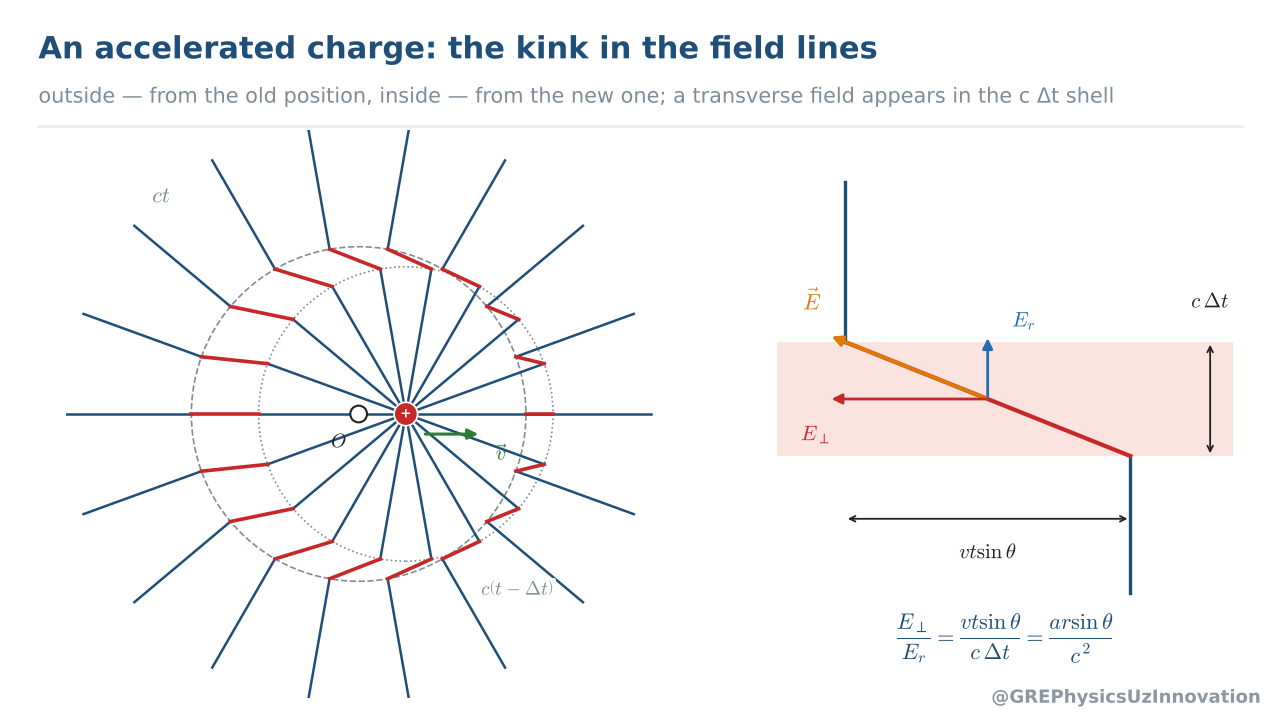 An accelerated charge: the kink in the field lines
outside — from the old position, inside — from the new one; a transverse field appears in the c Δt shell
ct
O
+
v⃗
c(t − Δt)
E⃗
E_r
c Δt
E_⊥
vt sin θ
E_⊥/E_r = vt sin θ/(c Δt) = ar sin θ/c²
@GREPhysicsUzInnovation